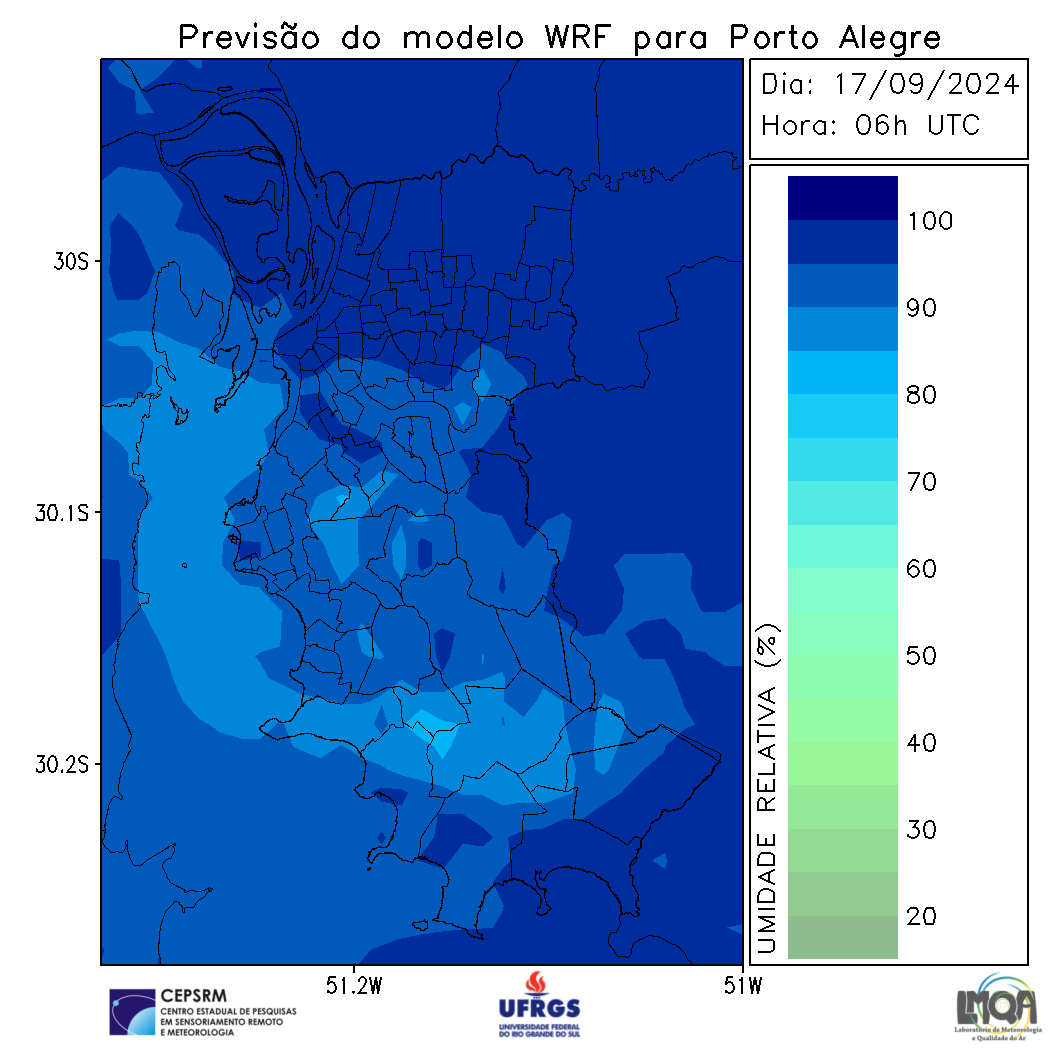 Previsão do modelo WRF para Porto Alegre
Dia: 17/09/2024
Hora: 06h UTC
100
90
80
70
60
50
40
30
20
UMIDADE RELATIVA (%)
30S
30.1S
30.2S
51.2W
51W
CEPSRM
CENTRO ESTADUAL DE PESQUISAS
EM SENSORIAMENTO REMOTO
E METEOROLOGIA
UFRGS
UNIVERSIDADE FEDERAL
DO RIO GRANDE DO SUL
LMQA
Laboratório de Meteorologia
e Qualidade do Ar